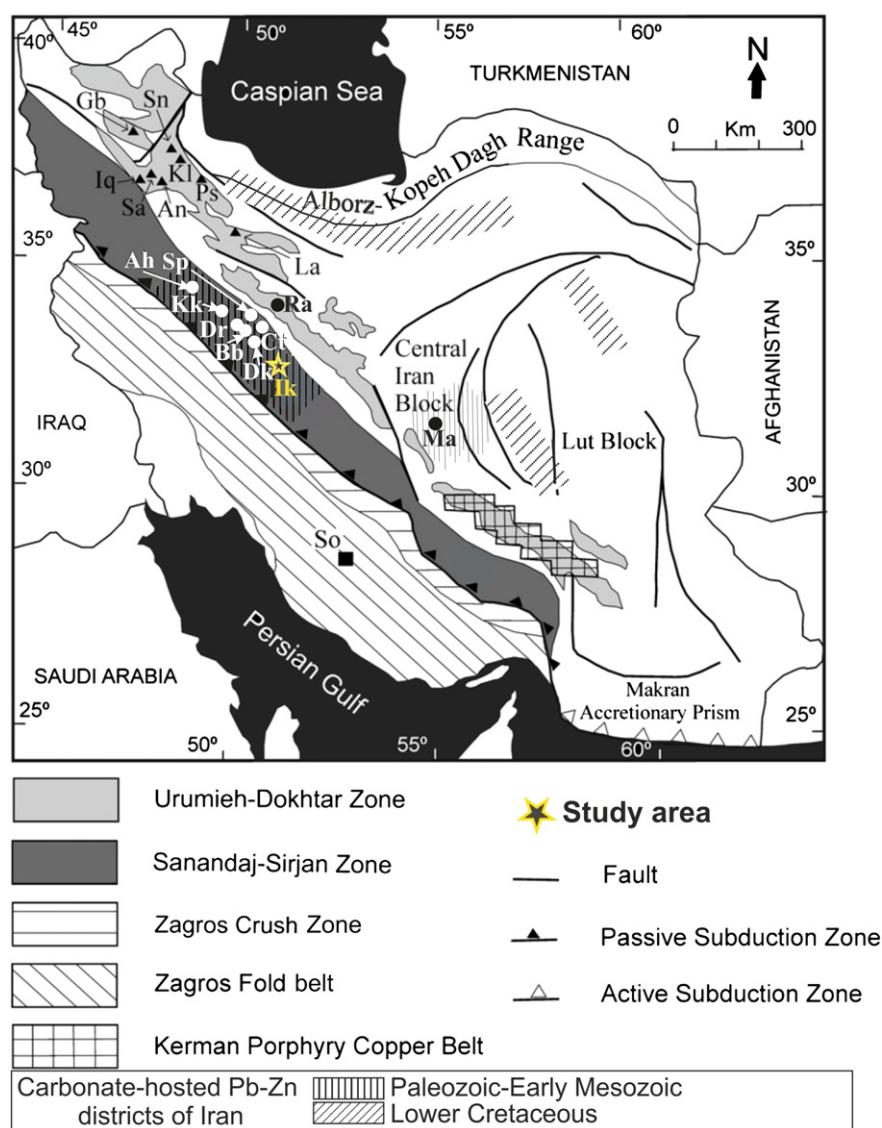 45º
50º
55º
60º
40º
N
TURKMENISTAN
Caspian Sea
Sn
Gb
0 Km 300
Alborz-Kopeh Dagh Range
Iq
Kl
Ps
Sa
An
35º
35º
La
Ah Sp
Kk
Ra
Dr
Ct
Bb
Dk
Ik
Central
Iran
Block
Ma
AFGHANISTAN
IRAQ
Lut Block
30º
30º
So
Persian Gulf
SAUDI ARABIA
Makran
Accretionary Prism
25º
25º
50º
55º
60º
Urumieh-Dokhtar Zone
Study area
Sanandaj-Sirjan Zone
Fault
Zagros Crush Zone
Passive Subduction Zone
Zagros Fold belt
Active Subduction Zone
Kerman Porphyry Copper Belt
Carbonate-hosted Pb-Zn
districts of Iran
Paleozoic-Early Mesozoic
Lower Cretaceous